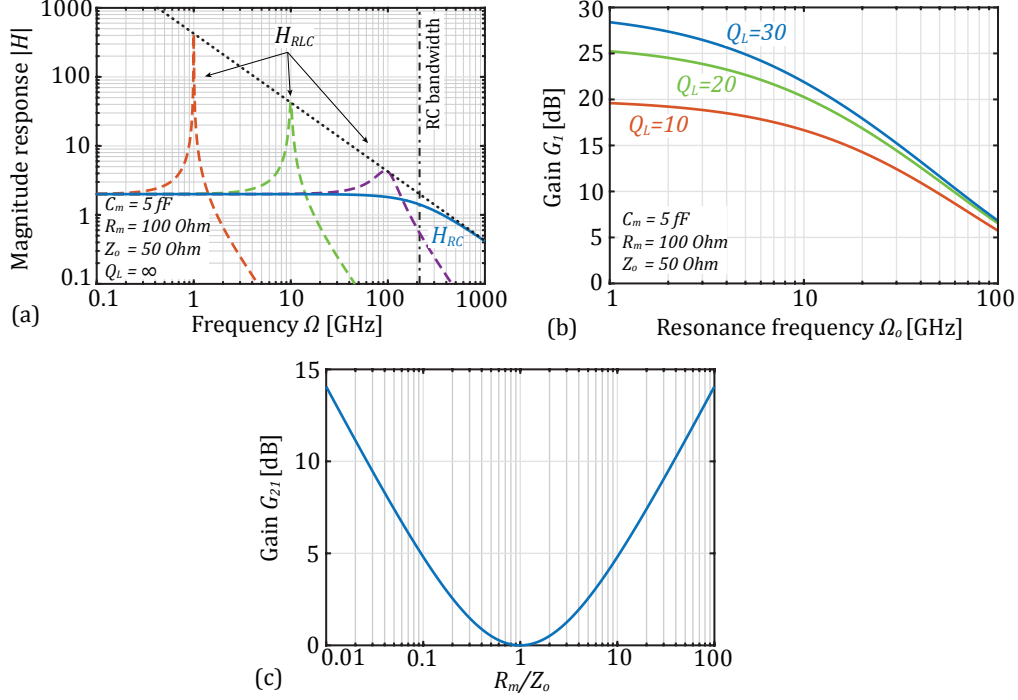 1000
100
10
1
0.1
Magnitude response |H|
H_RLC
RC bandwidth
H_RC
C_m = 5 fF
R_m = 100 Ohm
Z_o = 50 Ohm
Q_L = ∞
0.1 1 10 100 1000
Frequency Ω [GHz]
(a)
30
25
20
15
10
5
0
Gain G_1 [dB]
Q_L=30
Q_L=20
Q_L=10
C_m = 5 fF
R_m = 100 Ohm
Z_o = 50 Ohm
1 10 100
Resonance frequency Ω_o [GHz]
(b)
15
10
5
0
Gain G_21 [dB]
0.01 0.1 1 10 100
R_m/Z_o
(c)